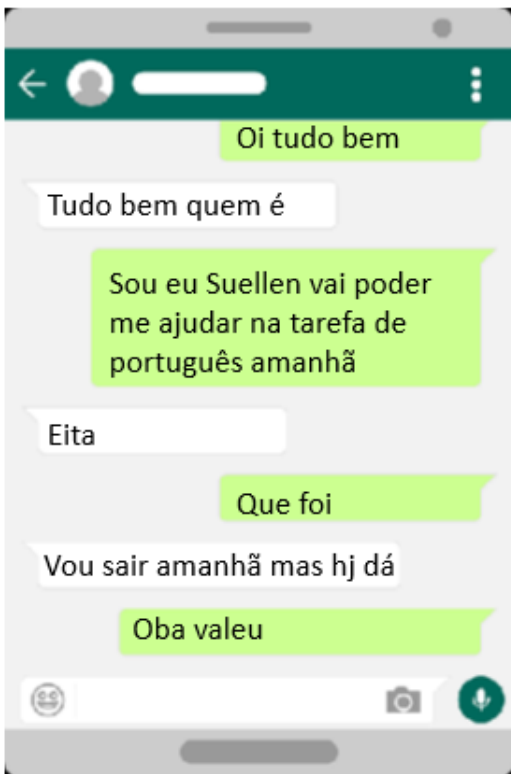 Oi tudo bem
Tudo bem quem é
Sou eu Suellen vai poder
me ajudar na tarefa de
português amanhã
Eita
Que foi
Vou sair amanhã mas hj dá
Oba valeu